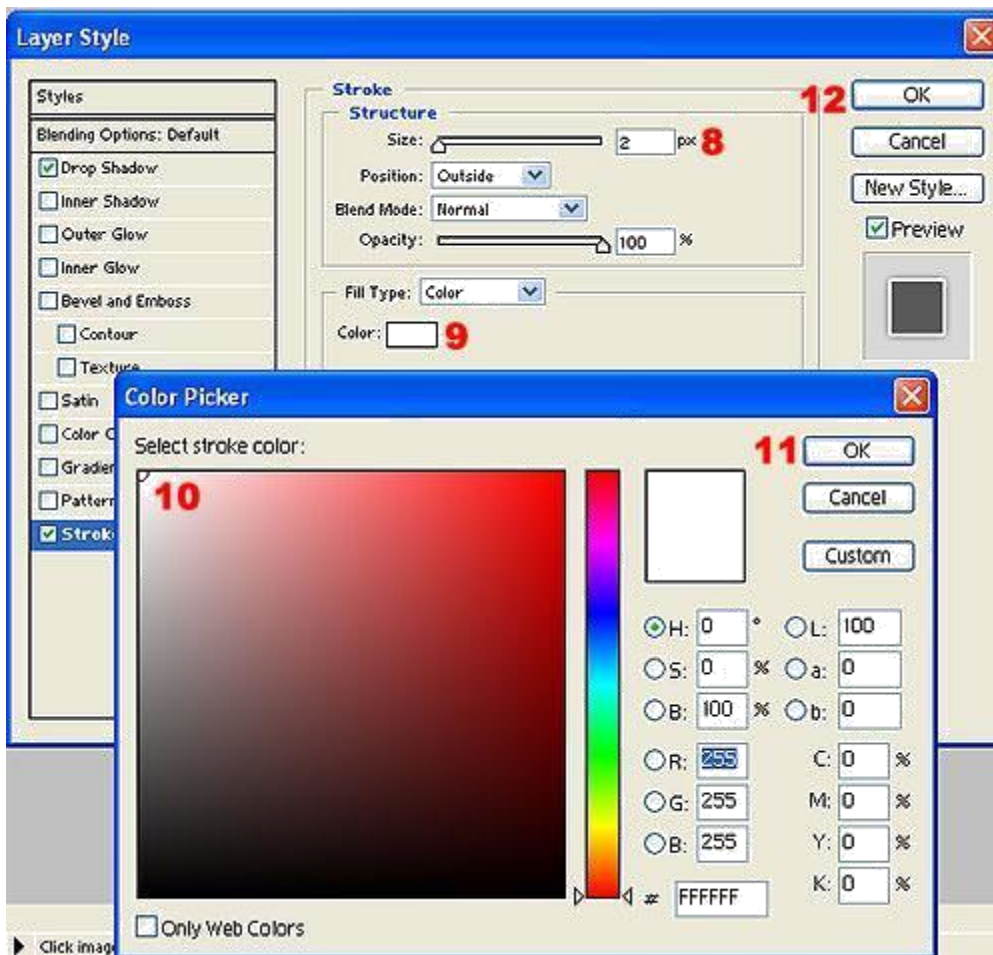 Layer Style
Styles
Blending Options: Default
Drop Shadow
Inner Shadow
Outer Glow
Inner Glow
Bevel and Emboss
Contour
Texture
Satin
Color
Stroke
Structure
Size: 2 px 8
Position: Outside
Blend Mode: Normal
Opacity: 100 %
Fill Type: Color
Color: 9
12 OK
Cancel
New Style...
Preview
Color Picker
Select stroke color:
10
11 OK
Cancel
Custom
H: 0 °
S: 0 %
B: 100 %
R: 255
G: 255
B: 255
# FFFFFF
L: 100
a: 0
b: 0
C: 0 %
M: 0 %
Y: 0 %
K: 0 %
Only Web Colors
Click